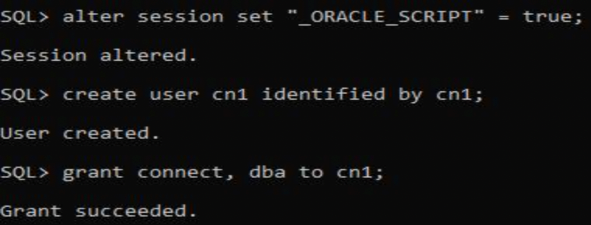 SQL> alter session set "_ORACLE_SCRIPT" = true;
Session altered.
SQL> create user cn1 identified by cn1;
User created.
SQL> grant connect, dba to cn1;
Grant succeeded.